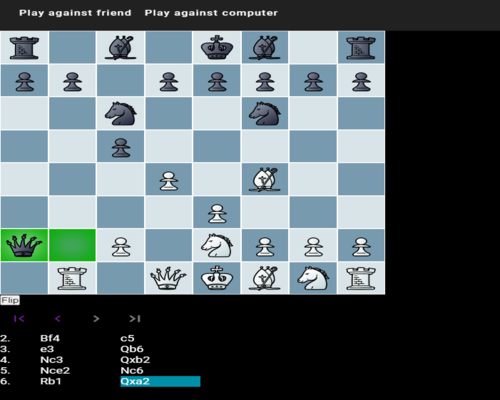 Play against friend Play against computer
Flip
|< < > >|
2. Bf4 c5
3. e3 Qb6
4. Nc3 Qxb2
5. Nce2 Nc6
6. Rb1 Qxa2